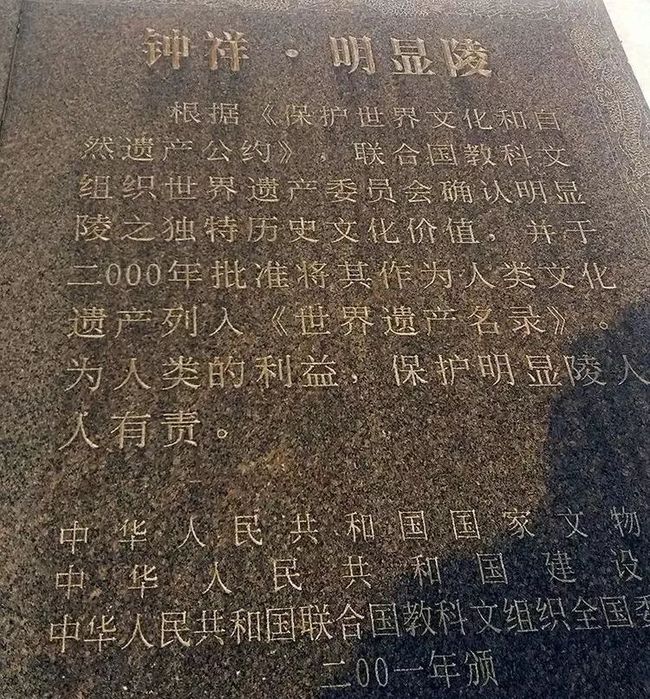 钟祥·明显陵
根据《保护世界文化和自
然遗产公约》，联合国教科文
组织世界遗产委员会确认明显
陵之独特历史文化价值，并于
二000年批准将其作为人类文化
遗产列入《世界遗产名录》。
为人类的利益，保护明显陵人
人有责。
中华人民共和国国家文物
中华人民共和国建设
中华人民共和国联合国教科文组织全国委
二00一年颁